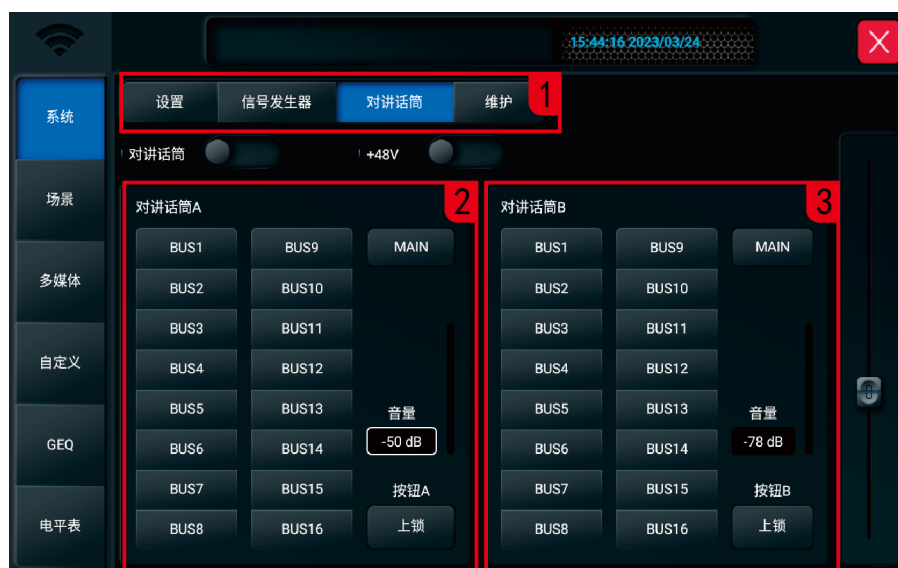 15:44:16 2023/03/24
系统
设置 信号发生器 对讲话筒 维护 1
对讲话筒 +48V
场景
对讲话筒A 2 对讲话筒B 3
BUS1 BUS9 MAIN BUS1 BUS9 MAIN
多媒体
BUS2 BUS10 BUS2 BUS10
BUS3 BUS11 BUS3 BUS11
自定义
BUS4 BUS12 BUS4 BUS12
0
BUS5 BUS13 音量 BUS5 BUS13 音量
GEQ
BUS6 BUS14 -50 dB BUS6 BUS14 -78 dB
BUS7 BUS15 按钮A BUS7 BUS15 按钮B
电平表
BUS8 BUS16 上锁 BUS8 BUS16 上锁